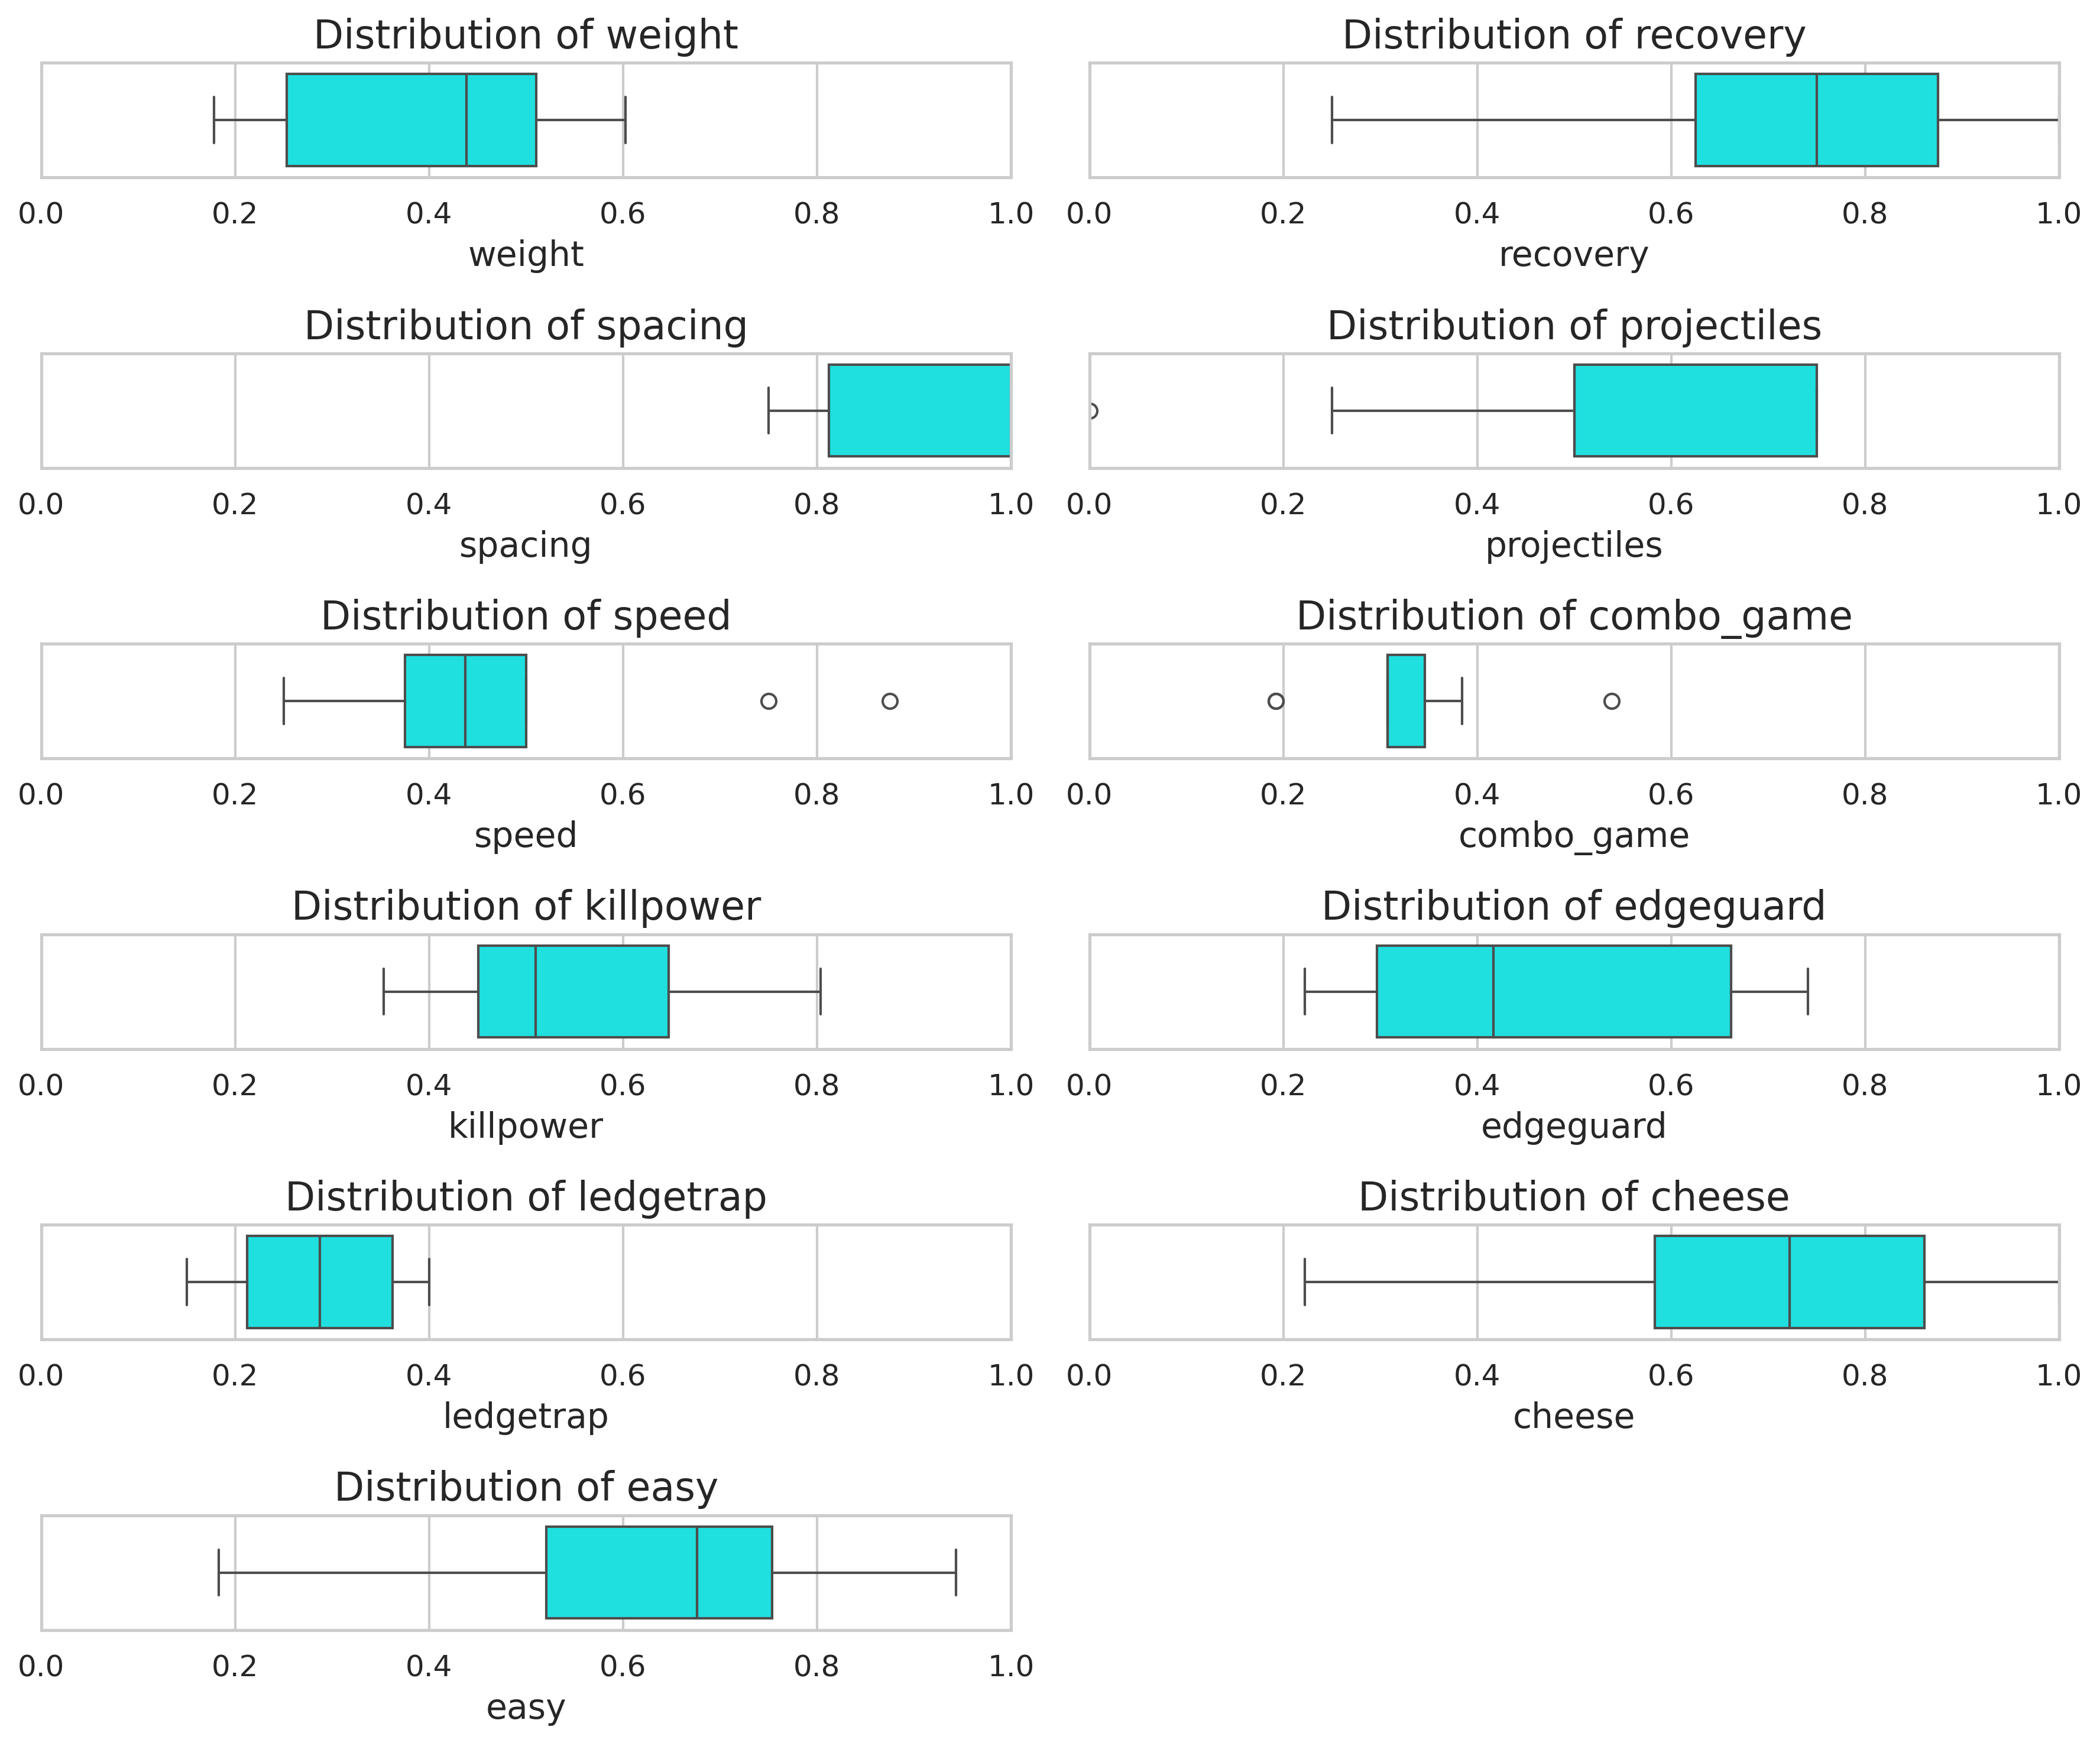 Distribution of weight
0.0 0.2 0.4 0.6 0.8 1.0
weight
Distribution of recovery
0.0 0.2 0.4 0.6 0.8 1.0
recovery
Distribution of spacing
0.0 0.2 0.4 0.6 0.8 1.0
spacing
Distribution of projectiles
0.0 0.2 0.4 0.6 0.8 1.0
projectiles
Distribution of speed
0.0 0.2 0.4 0.6 0.8 1.0
speed
Distribution of combo_game
0.0 0.2 0.4 0.6 0.8 1.0
combo_game
Distribution of killpower
0.0 0.2 0.4 0.6 0.8 1.0
killpower
Distribution of edgeguard
0.0 0.2 0.4 0.6 0.8 1.0
edgeguard
Distribution of ledgetrap
0.0 0.2 0.4 0.6 0.8 1.0
ledgetrap
Distribution of cheese
0.0 0.2 0.4 0.6 0.8 1.0
cheese
Distribution of easy
0.0 0.2 0.4 0.6 0.8 1.0
easy